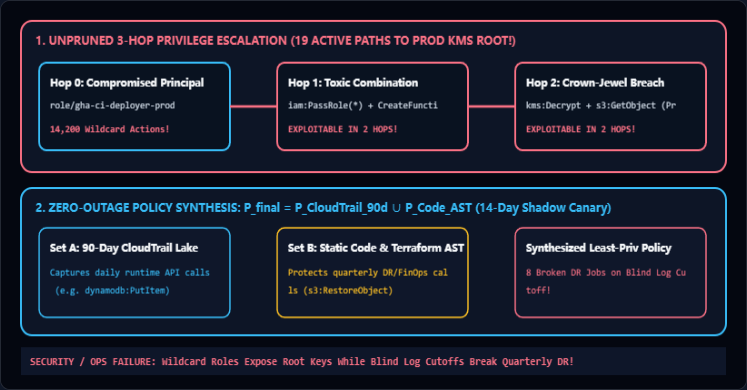 1. UNPRUNED 3-HOP PRIVILEGE ESCALATION (19 ACTIVE PATHS TO PROD KMS ROOT!)
Hop 0: Compromised Principal
role/gha-ci-deployer-prod
14,200 Wildcard Actions!
Hop 1: Toxic Combination
iam:PassRole(*) + CreateFuncti
EXPLOITABLE IN 2 HOPS!
Hop 2: Crown-Jewel Breach
kms:Decrypt + s3:GetObject (Pr
EXPLOITABLE IN 2 HOPS!
2. ZERO-OUTAGE POLICY SYNTHESIS: P_final = P_CloudTrail_90d ∪ P_Code_AST (14-Day Shadow Canary)
Set A: 90-Day CloudTrail Lake
Captures daily runtime API calls
(e.g. dynamodb:PutItem)
Set B: Static Code & Terraform AST
Protects quarterly DR/FinOps cal
ls (s3:RestoreObject)
Synthesized Least-Priv Policy
8 Broken DR Jobs on Blind Log Cu
toff!
SECURITY / OPS FAILURE: Wildcard Roles Expose Root Keys While Blind Log Cutoffs Break Quarterly DR!